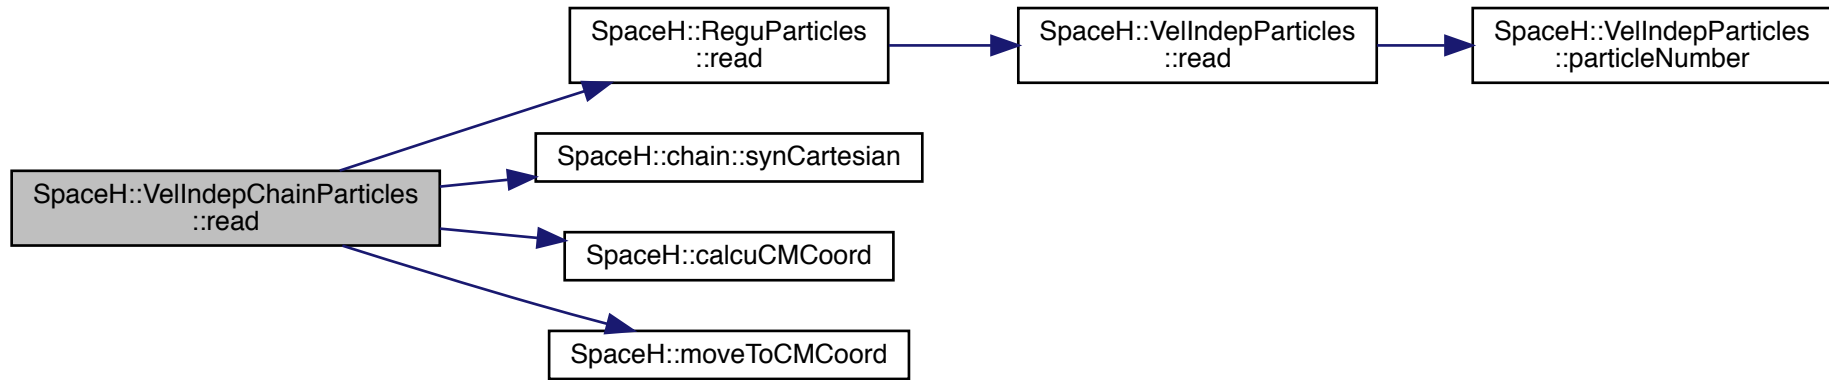 SpaceH::VelIndepChainParticles
::read
SpaceH::ReguParticles
::read
SpaceH::VelIndepParticles
::read
SpaceH::VelIndepParticles
::particleNumber
SpaceH::chain::synCartesian
SpaceH::calcuCMCoord
SpaceH::moveToCMCoord